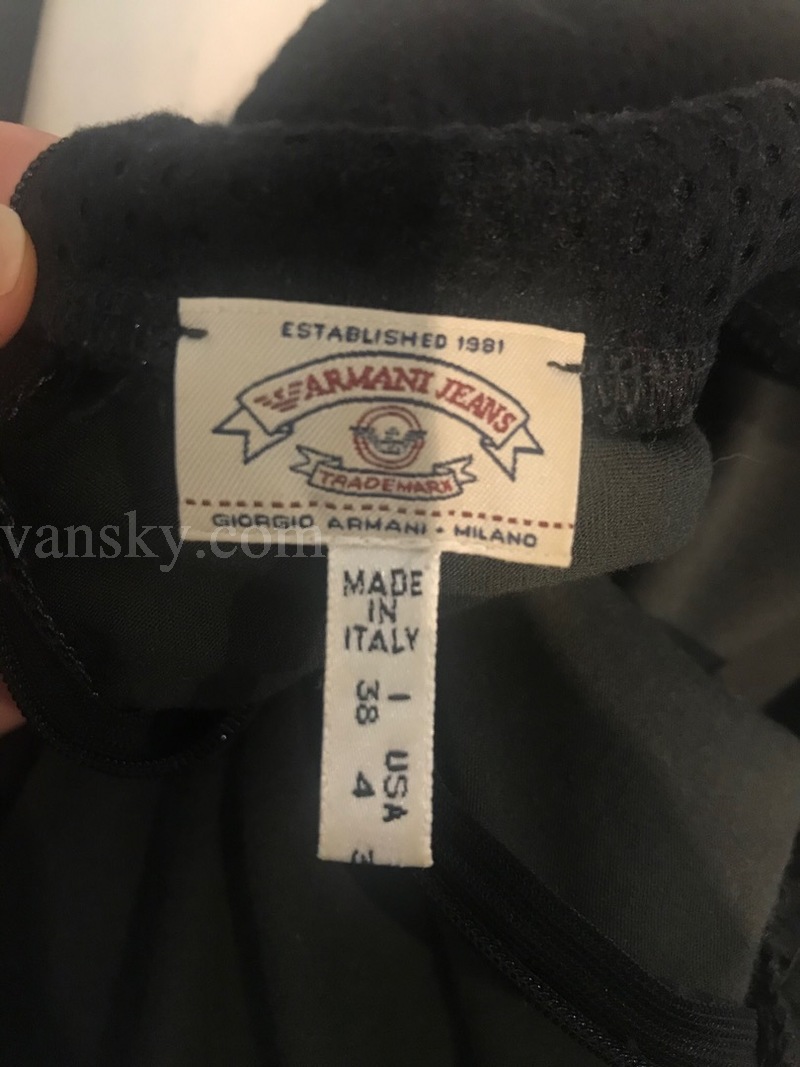 ESTABLISHED 1981
ARMANI JEANS
TRADEMARK
GIORGIO ARMANI - MILANO
vansky.com
MADE
IN
ITALY
I
38
USA
4